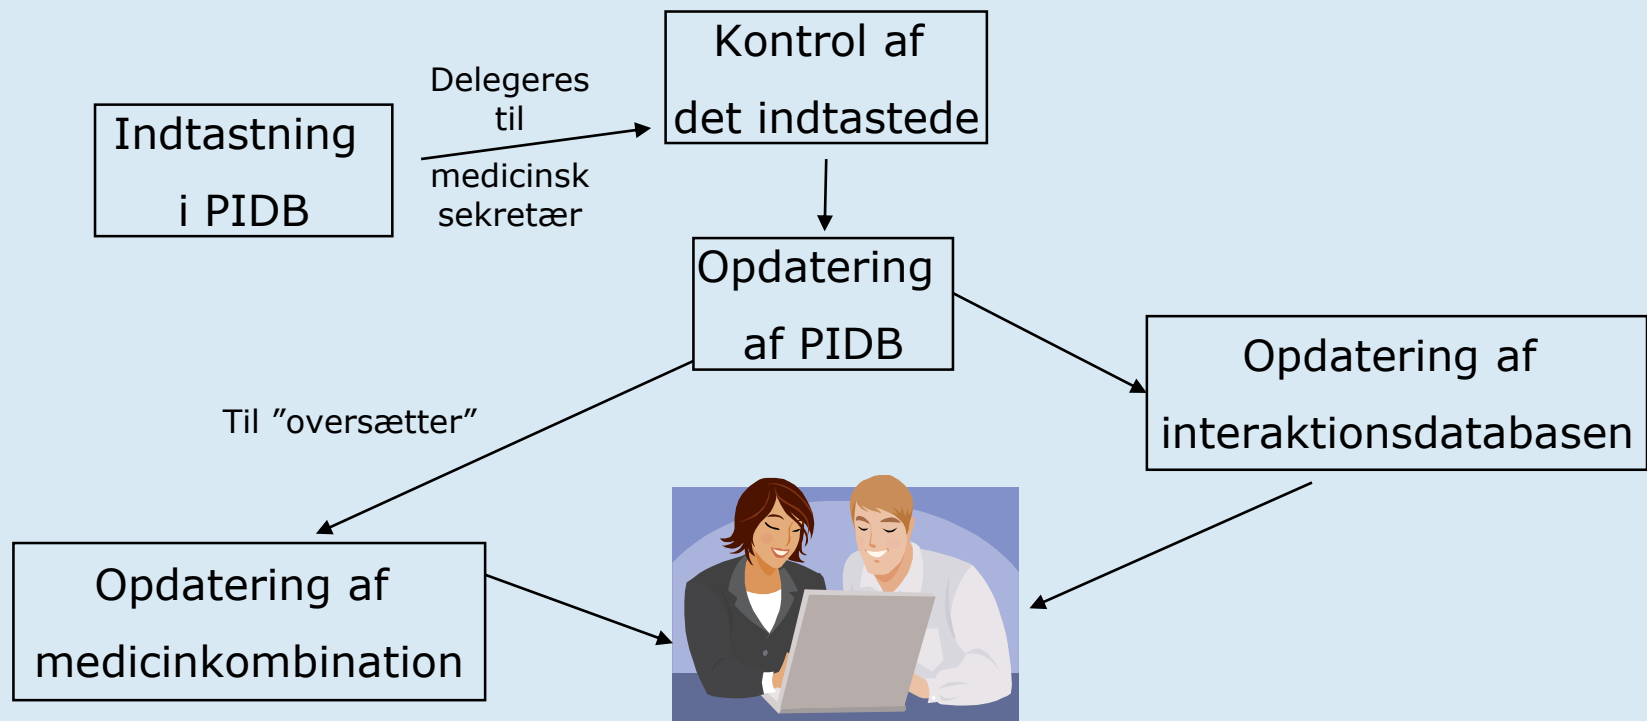 Indtastning
i PIDB
Delegeres
til
medicinsk
sekretær
Kontrol af
det indtastede
Opdatering
af PIDB
Opdatering af
interaktionsdatabasen
Til ”oversætter”
Opdatering af
medicinkombination